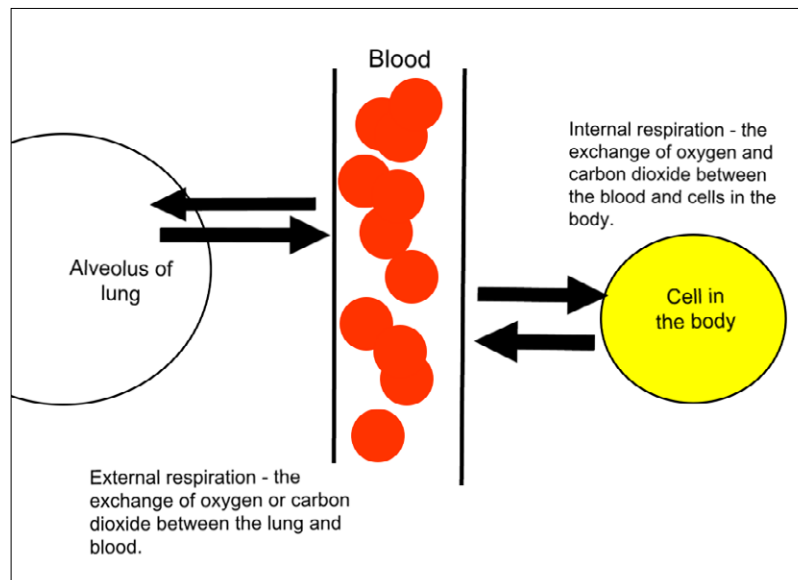 Blood
Internal respiration - the
exchange of oxygen and
carbon dioxide between
the blood and cells in the
body.
Alveolus of
lung
Cell in
the body
External respiration - the
exchange of oxygen or carbon
dioxide between the lung and
blood.